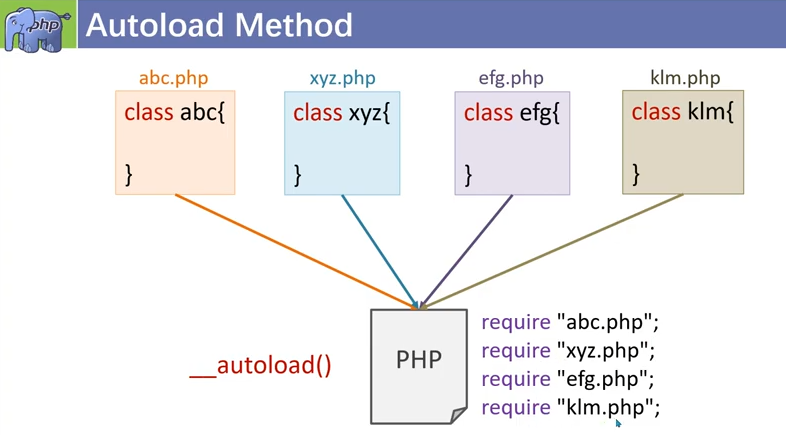 php
Autoload Method
abc.php
class abc{
}
xyz.php
class xyz{
}
efg.php
class efg{
}
klm.php
class klm{
}
__autoload()
PHP
require "abc.php";
require "xyz.php";
require "efg.php";
require "klm.php";